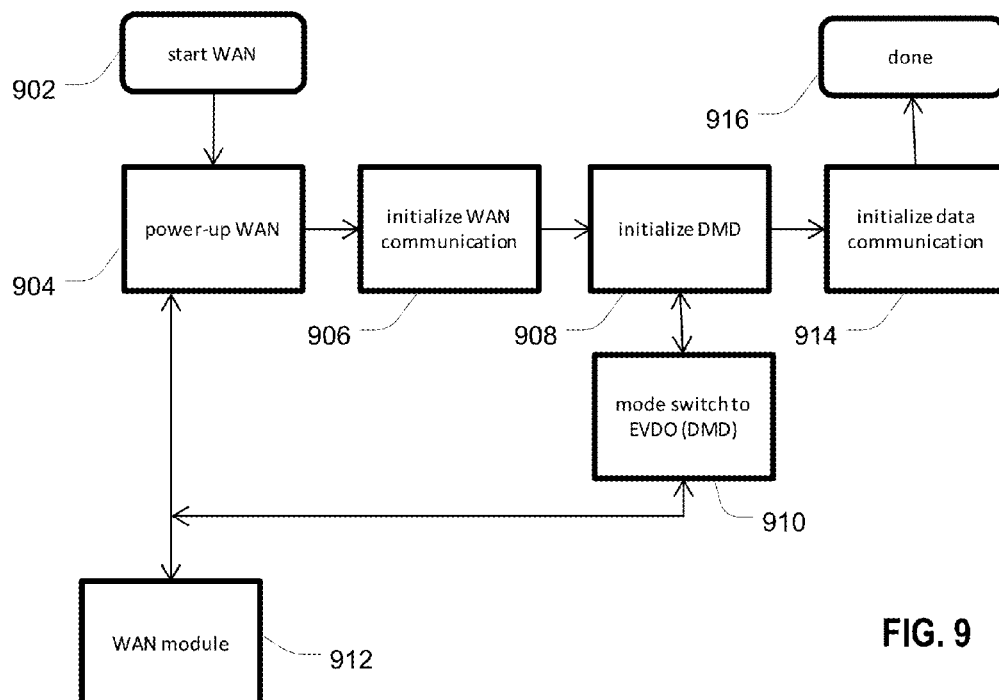 start WAN
902
done
916
power-up WAN
904
initialize WAN
communication
906
initialize DMD
908
initialize data
communication
914
mode switch to
EVDO (DMD)
910
WAN module
912
FIG. 9